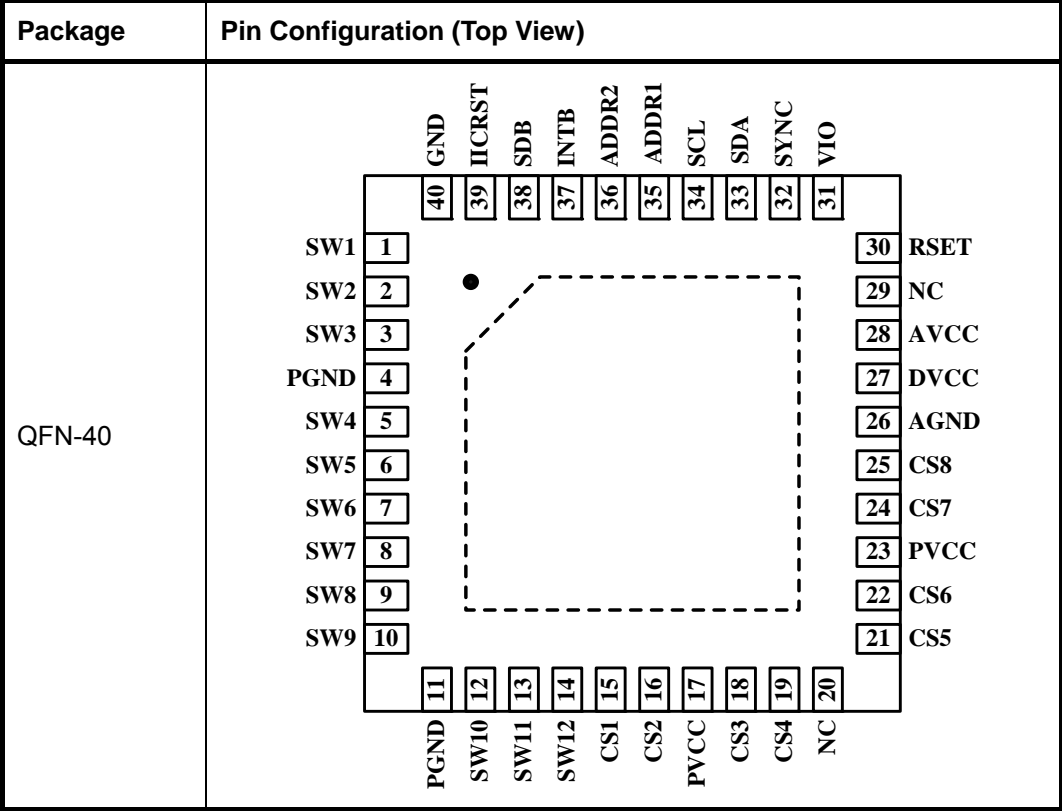 Package Pin Configuration (Top View)
QFN-40
GND IICRST SDB INTB ADDR2 ADDR1 SCL SDA SYNC VIO
40 39 38 37 36 35 34 33 32 31
SW1 1 30 RSET
SW2 2 29 NC
SW3 3 28 AVCC
PGND 4 27 DVCC
SW4 5 26 AGND
SW5 6 25 CS8
SW6 7 24 CS7
SW7 8 23 PVCC
SW8 9 22 CS6
SW9 10 21 CS5
11 12 13 14 15 16 17 18 19 20
PGND SW10 SW11 SW12 CS1 CS2 PVCC CS3 CS4 NC